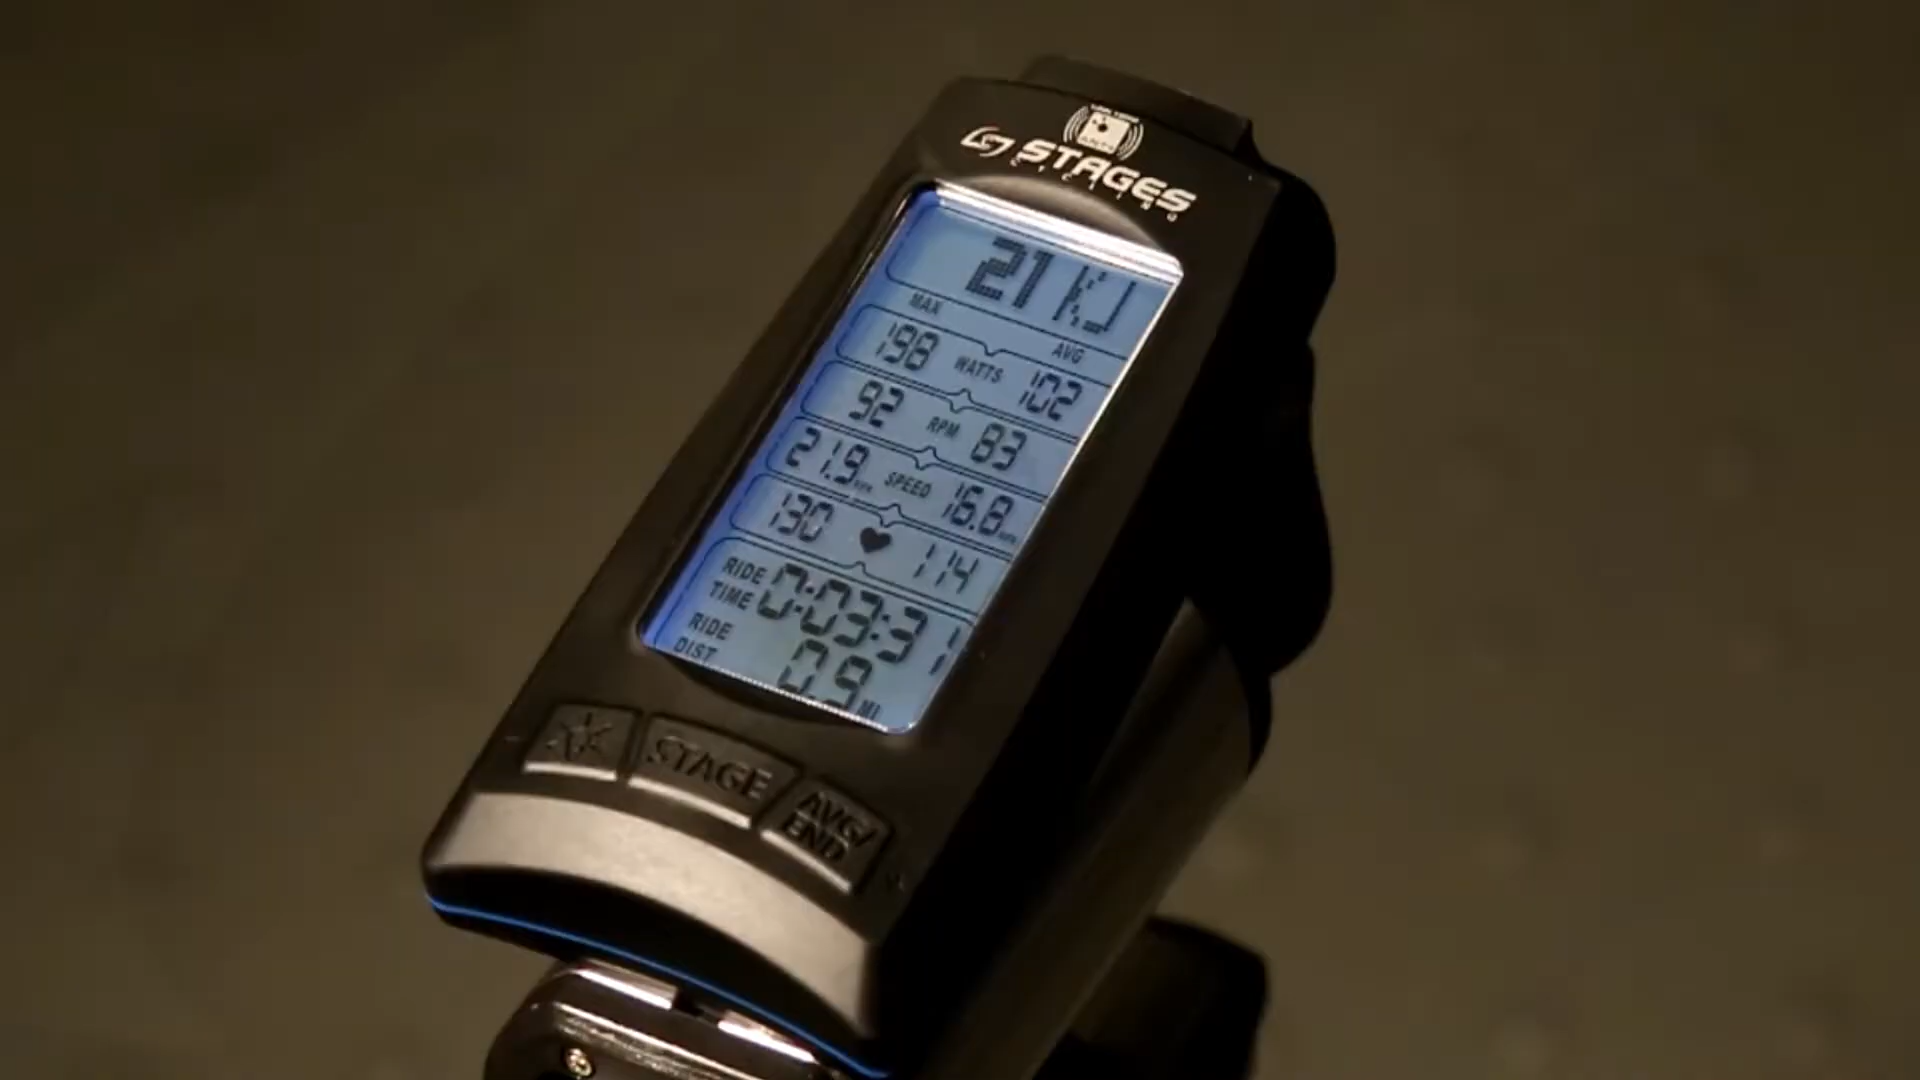 STAGES
CYCLING
21 KJ
MAX
AVG
198 WATTS 102
92 RPM 83
21.9 SPEED 16.8
130 114
RIDE TIME 0:03:31
RIDE DIST 0.9 MI
STAGE
AVG/
END